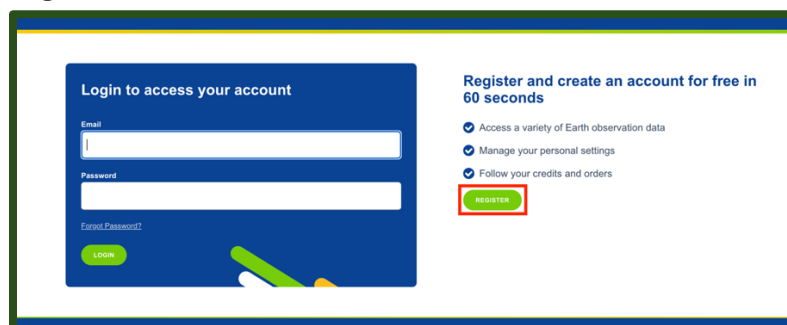 Login to access your account
Email
Password
Forgot Password?
LOGIN
Register and create an account for free in
60 seconds
Access a variety of Earth observation data
Manage your personal settings
Follow your credits and orders
REGISTER